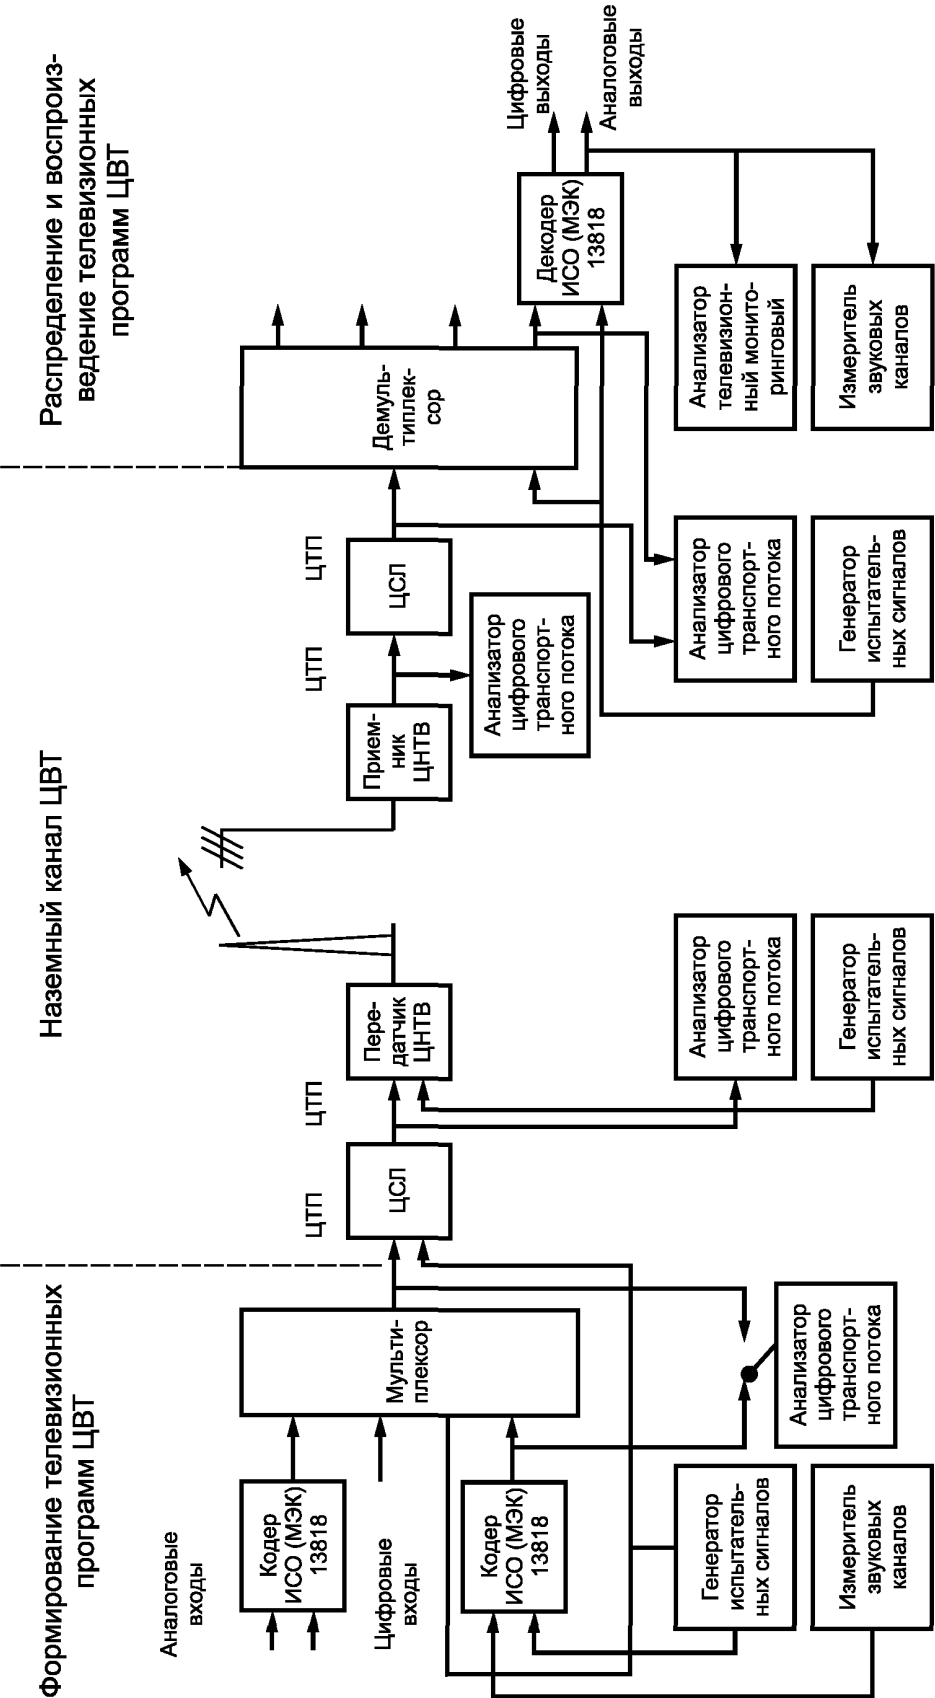 Формирование телевизионных
программ ЦВТ
Наземный канал ЦВТ
Распределение и воспроиз-
ведение телевизионных
программ ЦВТ
Аналоговые
входы
Кодер
ИСО (МЭК)
13818
Цифровые
входы
Кодер
ИСО (МЭК)
13818
Мульти-
плексор
Генератор
испытатель-
ных сигналов
Измеритель
звуковых
каналов
Анализатор
цифрового
транспорт-
ного потока
ЦТП
ЦСЛ
ЦТП
Пере-
датчик
ЦНТВ
Анализатор
цифрового
транспорт-
ного потока
Генератор
испытатель-
ных сигналов
Прием-
ник
ЦНТВ
ЦТП
ЦСЛ
ЦТП
Анализатор
цифрового
транспорт-
ного потока
Анализатор
цифрового
транспорт-
ного потока
Генератор
испытатель-
ных сигналов
Демуль-
типлек-
сор
Декодер
ИСО (МЭК)
13818
Цифровые
выходы
Аналоговые
выходы
Анализатор
телевизион-
ный монито-
ринговый
Измеритель
звуковых
каналов